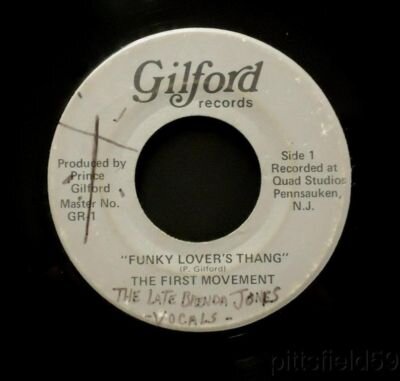 Gilford
records
Produced by
Prince
Gilford
Master No.
GR-1
Side 1
Recorded at
Quad Studios
Pennsauken,
N.J.
"FUNKY LOVER'S THANG"
(P. Gilford)
THE FIRST MOVEMENT
THE LATE BRENDA JONES
-VOCALS-
pittsfield59